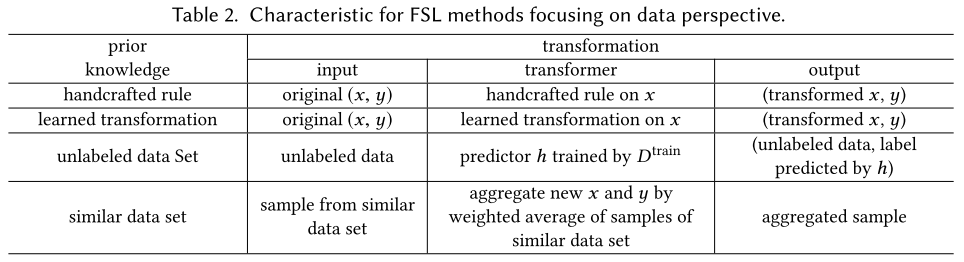 Table 2. Characteristic for FSL methods focusing on data perspective.
prior knowledge
transformation
input
transformer
output
handcrafted rule
original (x, y)
handcrafted rule on x
(transformed x, y)
learned transformation
original (x, y)
learned transformation on x
(transformed x, y)
unlabeled data Set
unlabeled data
predictor h trained by D^train
(unlabeled data, label
predicted by h)
similar data set
sample from similar
data set
aggregate new x and y by
weighted average of samples of
similar data set
aggregated sample